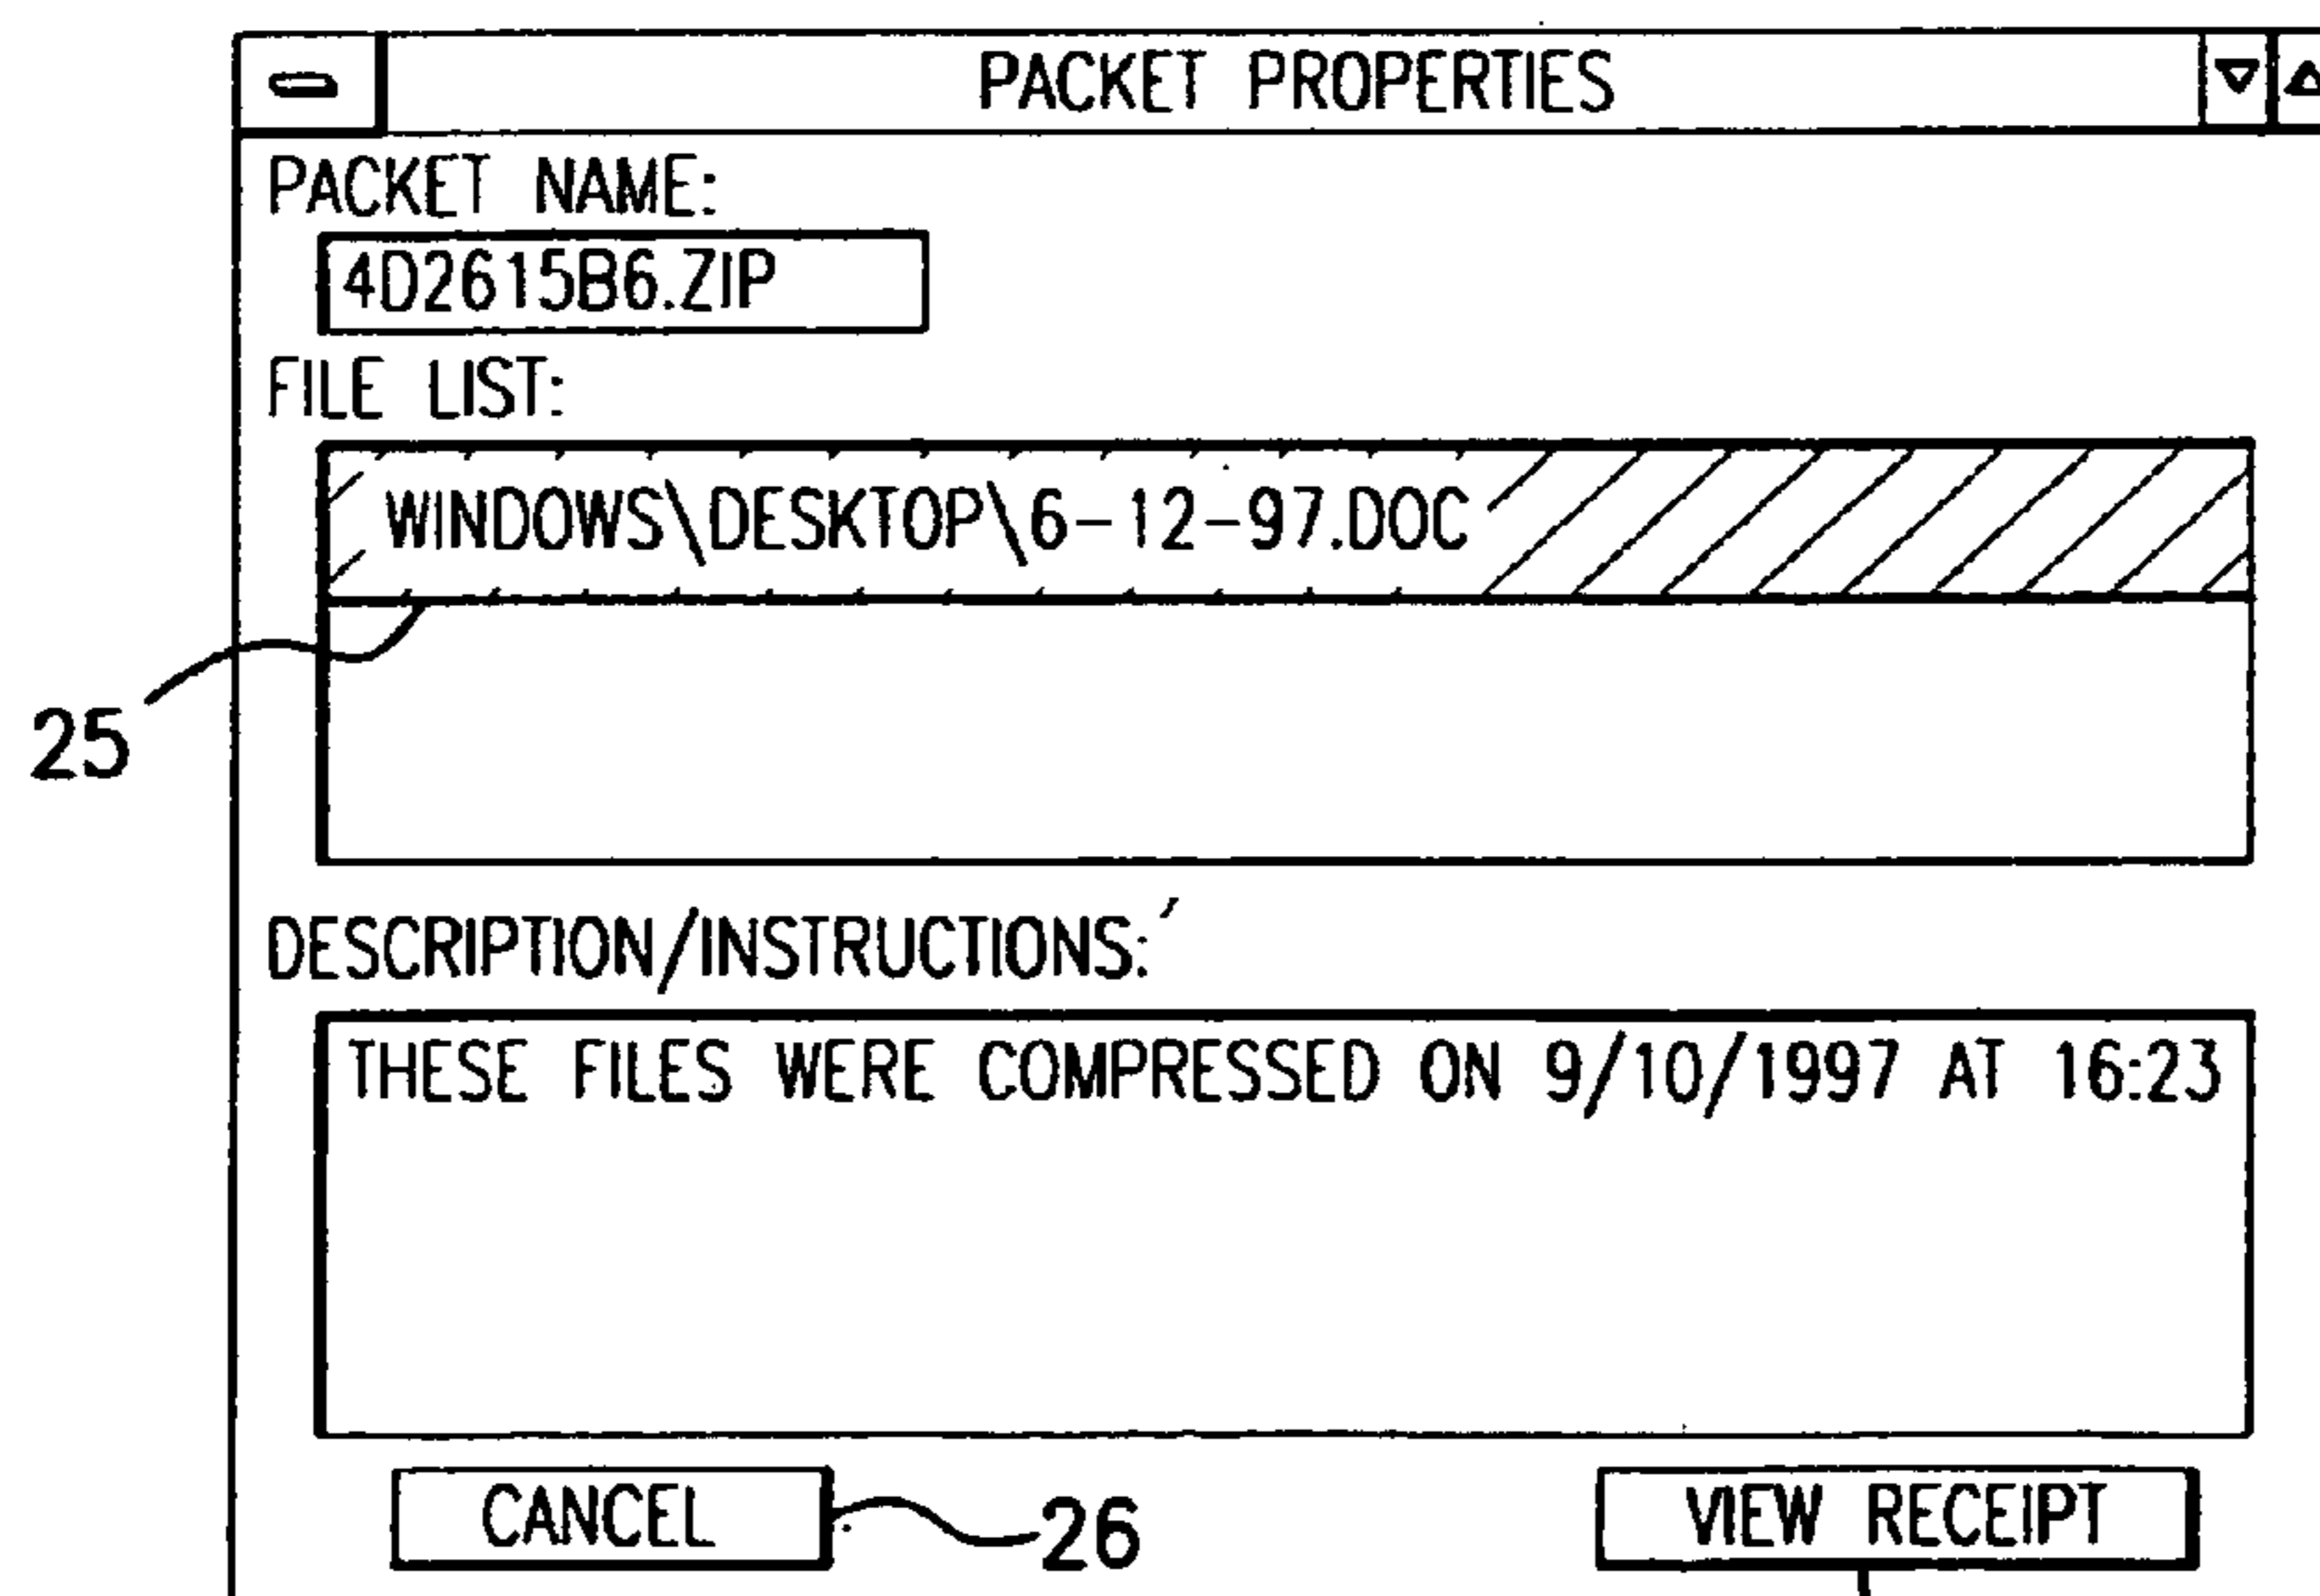 PACKET PROPERTIES
PACKET NAME:
4D2615B6.ZIP
FILE LIST:
WINDOWS\DESKTOP\6-12-97.DOC
25
DESCRIPTION/INSTRUCTIONS:
THESE FILES WERE COMPRESSED ON 9/10/1997 AT 16:23
CANCEL 26 VIEW RECEIPT